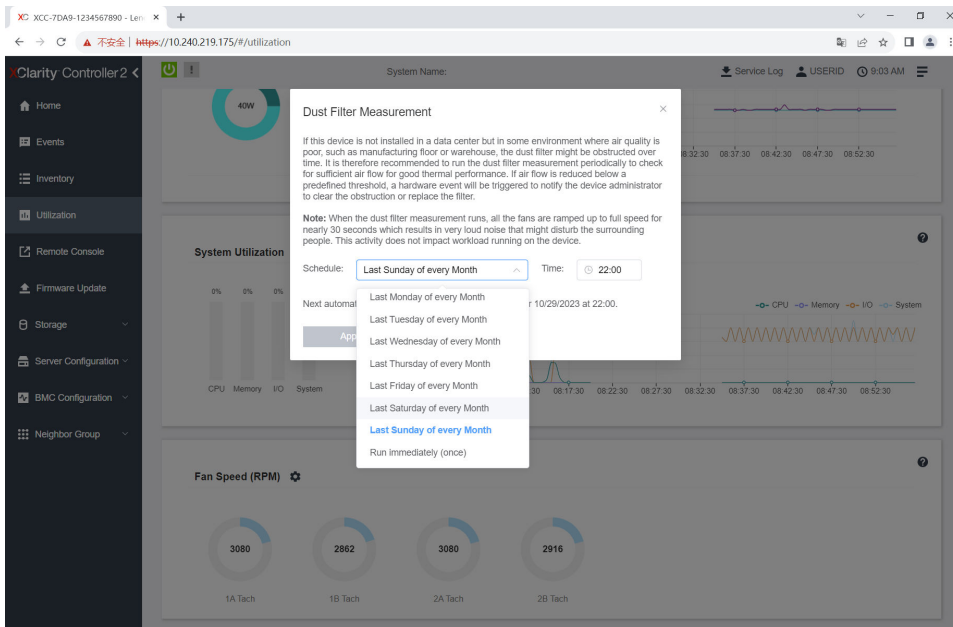 XC XCC-7DA9-1234567890 - Len
不安全 | https://10.240.219.175/#/utilization
XClarity Controller 2
System Name:
Service Log
USERID
9:03 AM
Home
Events
Inventory
Utilization
Remote Console
Firmware Update
Storage
Server Configuration
BMC Configuration
Neighbor Group
40W
08:32:30 08:37:30 08:42:30 08:47:30 08:52:30
Dust Filter Measurement
If this device is not installed in a data center but in some environment where air quality is
poor, such as manufacturing floor or warehouse, the dust filter might be obstructed over
time. It is therefore recommended to run the dust filter measurement periodically to check
for sufficient air flow for good thermal performance. If air flow is reduced below a
predefined threshold, a hardware event will be triggered to notify the device administrator
to clear the obstruction or replace the filter.
Note: When the dust filter measurement runs, all the fans are ramped up to full speed for
nearly 30 seconds which results in very loud noise that might disturb the surrounding
people. This activity does not impact workload running on the device.
Schedule: Last Sunday of every Month Time: 22:00
Next automat r 10/29/2023 at 22:00.
App
Last Monday of every Month
Last Tuesday of every Month
Last Wednesday of every Month
Last Thursday of every Month
Last Friday of every Month
Last Saturday of every Month
Last Sunday of every Month
Run immediately (once)
System Utilization
0% 0% 0%
CPU Memory I/O System
CPU Memory I/O System
:30 08:17:30 08:22:30 08:27:30 08:32:30 08:37:30 08:42:30 08:47:30 08:52:30
Fan Speed (RPM)
3080 2862 3080 2916
1A Tach 1B Tach 2A Tach 2B Tach